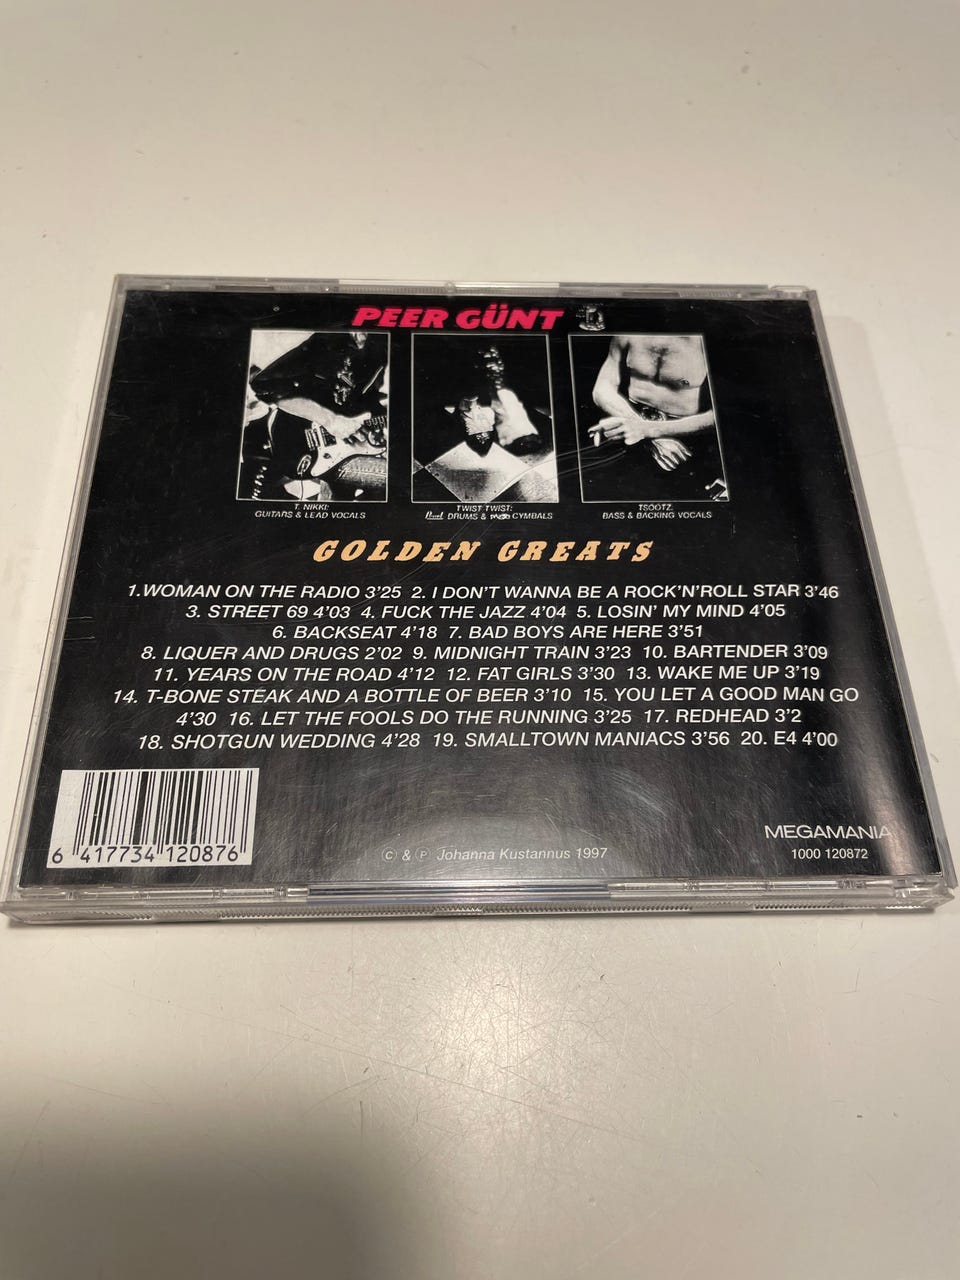 PEER GÜNT
T. NIKKI:
GUITARS & LEAD VOCALS
TWIST TWIST:
Pearl DRUMS & CYMBALS
TSÖÖTZ:
BASS & BACKING VOCALS
GOLDEN GREATS
1.WOMAN ON THE RADIO 3'25 2. I DON'T WANNA BE A ROCK'N'ROLL STAR 3'46
3. STREET 69 4'03 4. FUCK THE JAZZ 4'04 5. LOSIN' MY MIND 4'05
6. BACKSEAT 4'18 7. BAD BOYS ARE HERE 3'51
8. LIQUER AND DRUGS 2'02 9. MIDNIGHT TRAIN 3'23 10. BARTENDER 3'09
11. YEARS ON THE ROAD 4'12 12. FAT GIRLS 3'30 13. WAKE ME UP 3'19
14. T-BONE STEAK AND A BOTTLE OF BEER 3'10 15. YOU LET A GOOD MAN GO
4'30 16. LET THE FOOLS DO THE RUNNING 3'25 17. REDHEAD 3'2
18. SHOTGUN WEDDING 4'28 19. SMALLTOWN MANIACS 3'56 20. E4 4'00
6 417734 120876
© & ℗ Johanna Kustannus 1997
MEGAMANIA
1000 120872